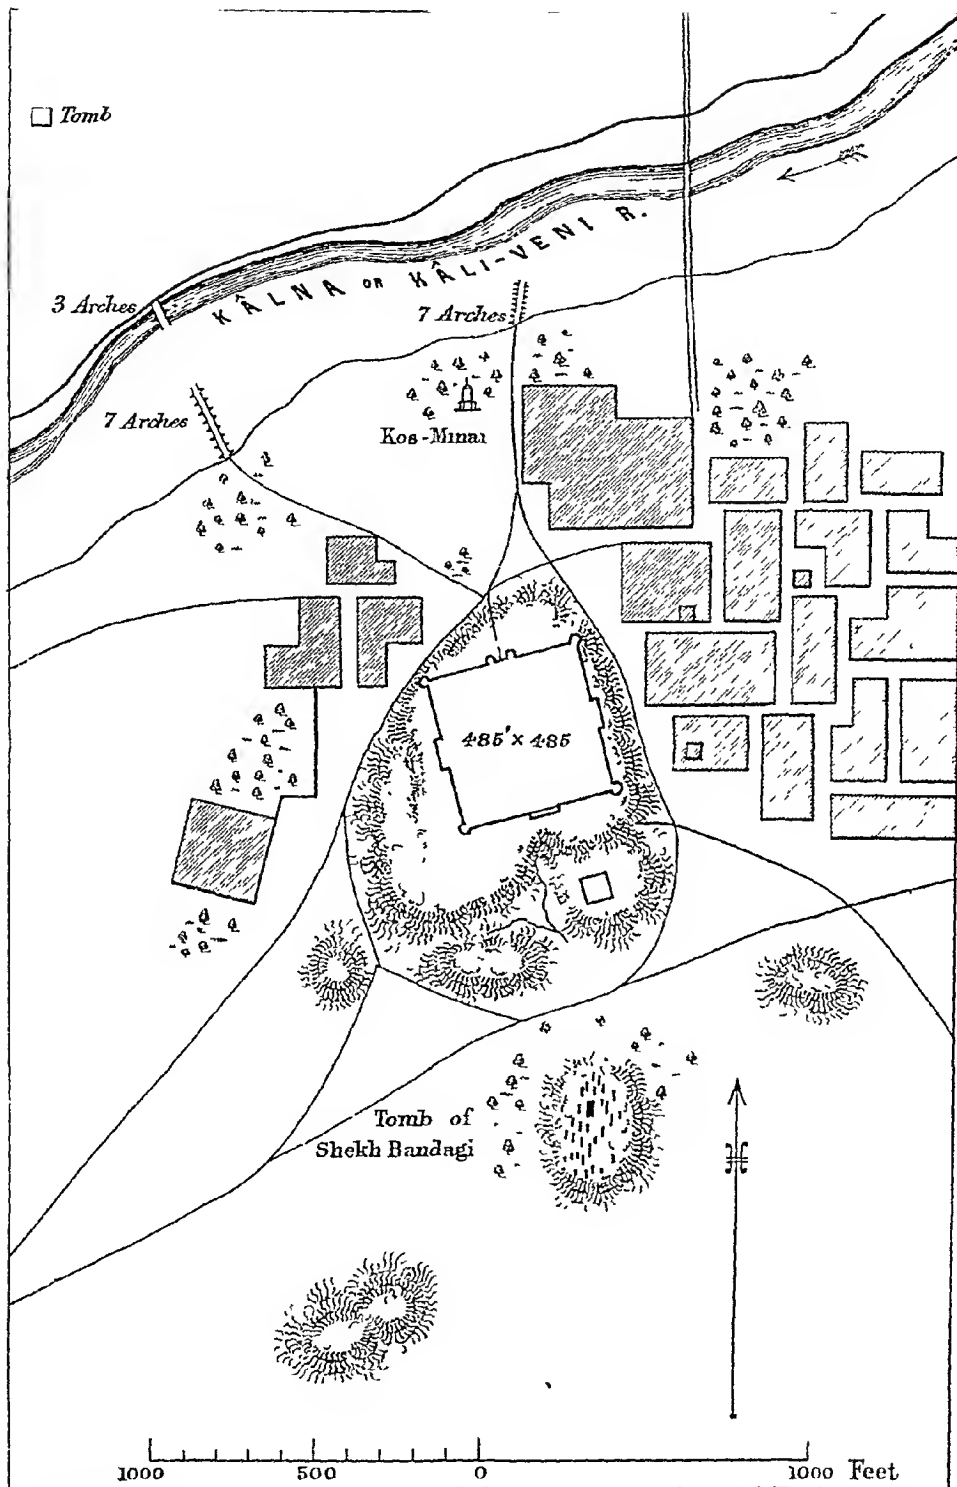 Tomb
KÂLNA OR KÂLI-VENI R.
3 Arches
7 Arches
7 Arches
Kos-Minar
485' × 485
Tomb of
Shekh Bandagi
1000 500 0 1000 Feet